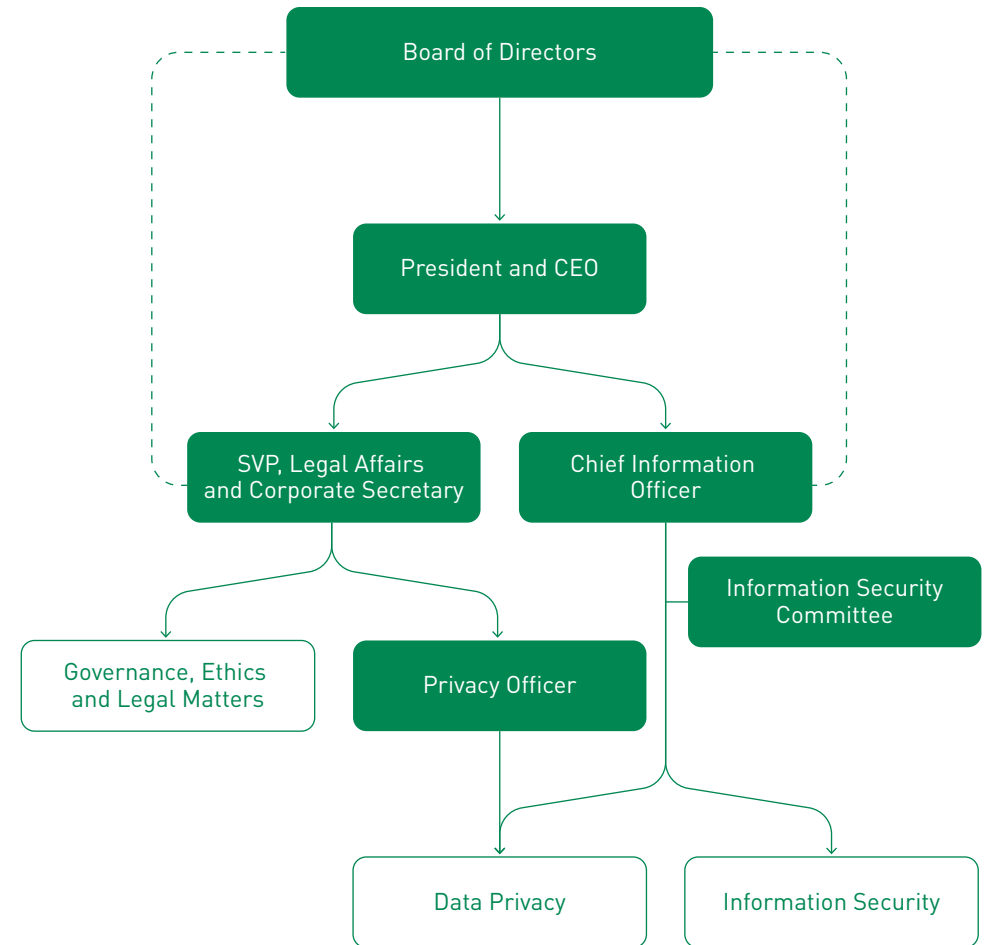 Board of Directors
President and CEO
SVP, Legal Affairs
and Corporate Secretary
Chief Information
Officer
Information Security
Committee
Governance, Ethics
and Legal Matters
Privacy Officer
Data Privacy
Information Security